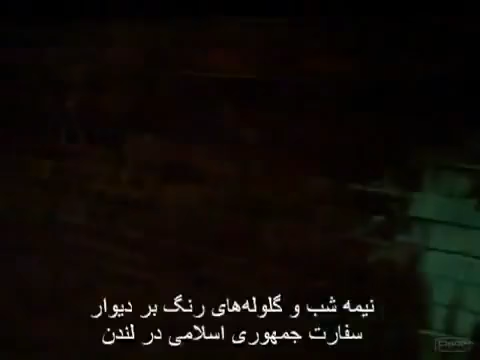 نیمه شب و گلوله‌های رنگ بر دیوار
سفارت جمهوری اسلامی در لندن